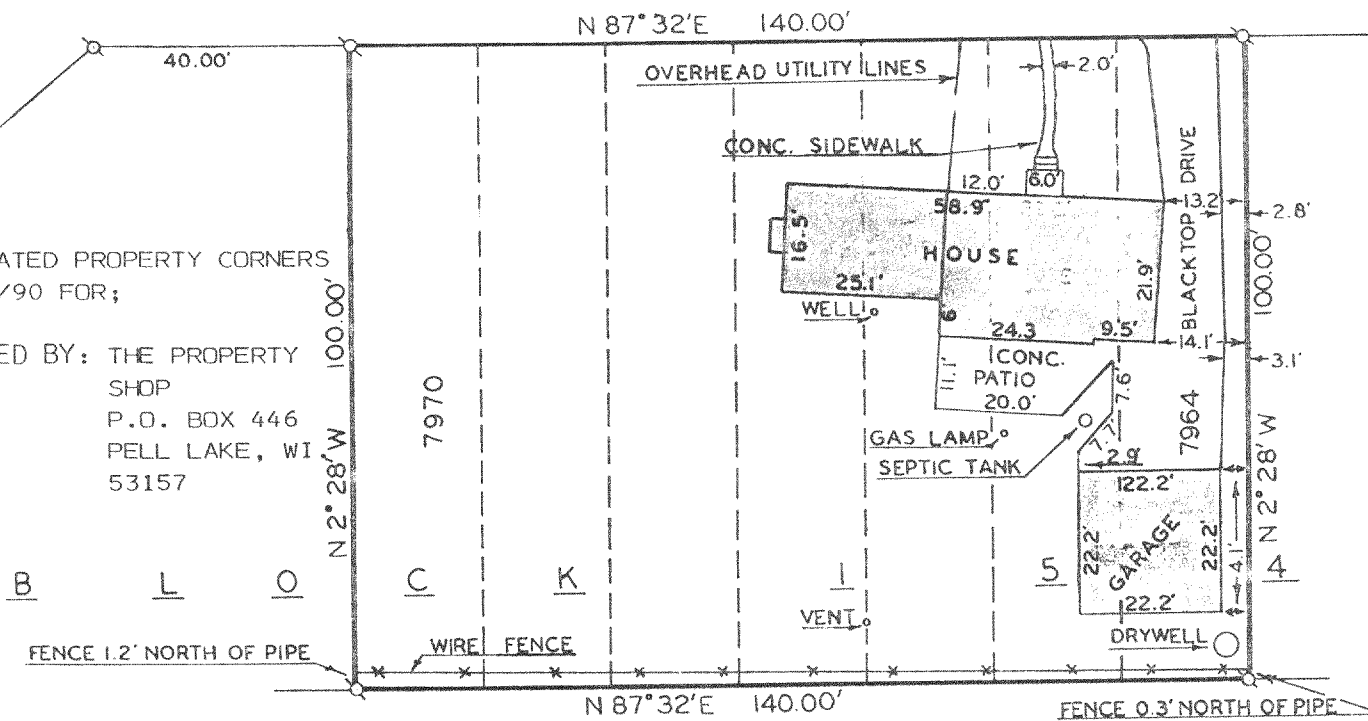 N 87° 32' E 140.00'
40.00'
OVERHEAD UTILITY LINES
2.0'
CONC. SIDEWALK
12.0'
6.0'
58.9'
13.2'
2.8'
16.5'
HOUSE
BLACKTOP DRIVE
ATED PROPERTY CORNERS
/90 FOR;
25.1'
21.9'
100.00'
100.00'
WELL
6'
24.3
9.5'
14.1'
3.1'
ED BY: THE PROPERTY
SHOP
P.O. BOX 446
PELL LAKE, WI.
53157
7970
11.1'
CONC.
PATIO
20.0'
7.6'
7964
GAS LAMP
7.7'
SEPTIC TANK
2.9'
N 2° 28' W
N 2° 28' W
22.2'
22.2'
GARAGE
22.2'
4.1'
22.2'
B L O C K 1 5 4
VENT
DRYWELL
FENCE 1.2' NORTH OF PIPE
WIRE FENCE
N 87° 32' E 140.00'
FENCE 0.3' NORTH OF PIPE